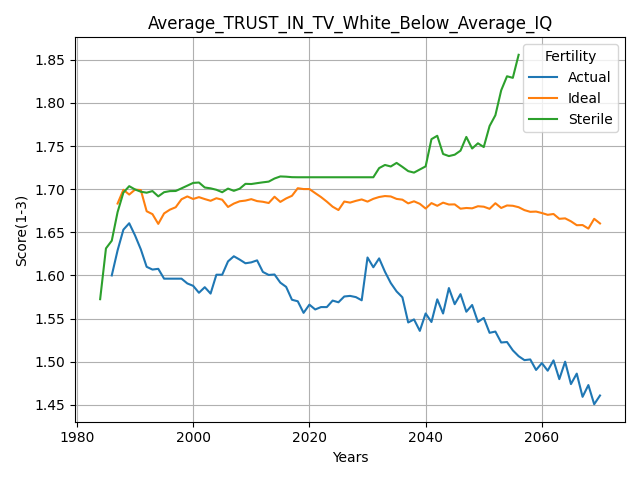 Average_TRUST_IN_TV_White_Below_Average_IQ
Fertility
Actual
Ideal
Sterile
Score(1-3)
1.85
1.80
1.75
1.70
1.65
1.60
1.55
1.50
1.45
1980
2000
2020
2040
2060
Years